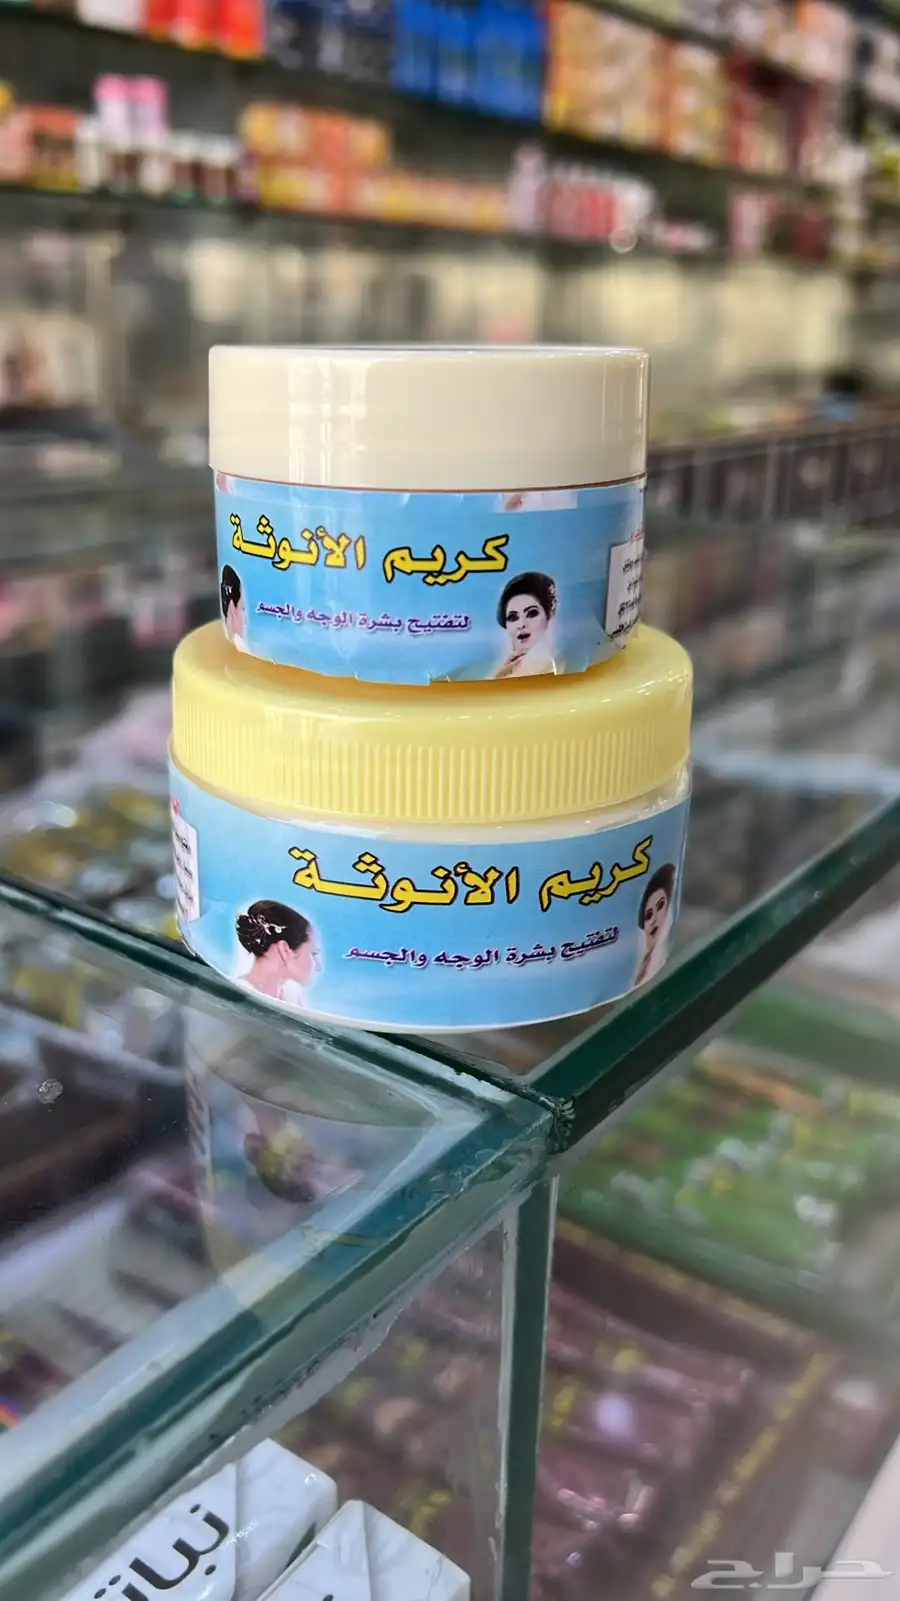 كريم الأنوثة
لتفتيح بشرة الوجه والجسم
كريم الأنوثة
لتفتيح بشرة الوجه والجسم
حراج